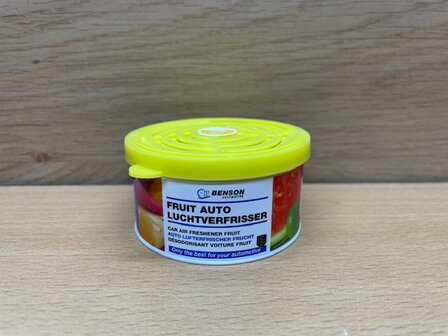 BENSON
AUTOMOTIVE
FRUIT AUTO
LUCHTVERFRISSER
CAR AIR FRESHENER FRUIT
AUTO LUFTERFRISCHER FRUCHT
DÉSODORISANT VOITURE FRUIT
Only the best for your automotive